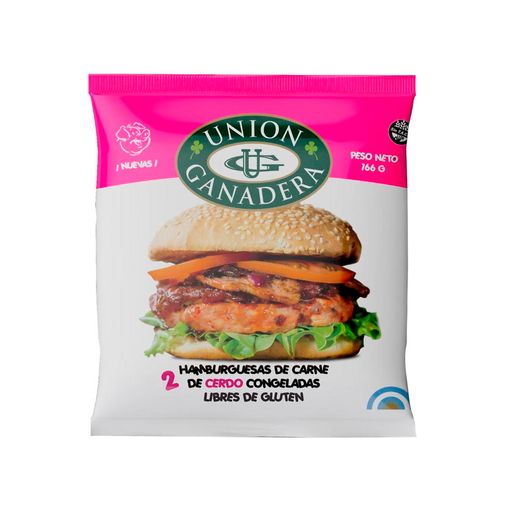 UNION
UG
GANADERA
¡ NUEVAS !
PESO NETO
166 G
2 HAMBURGUESAS DE CARNE
DE CERDO CONGELADAS
LIBRES DE GLUTEN